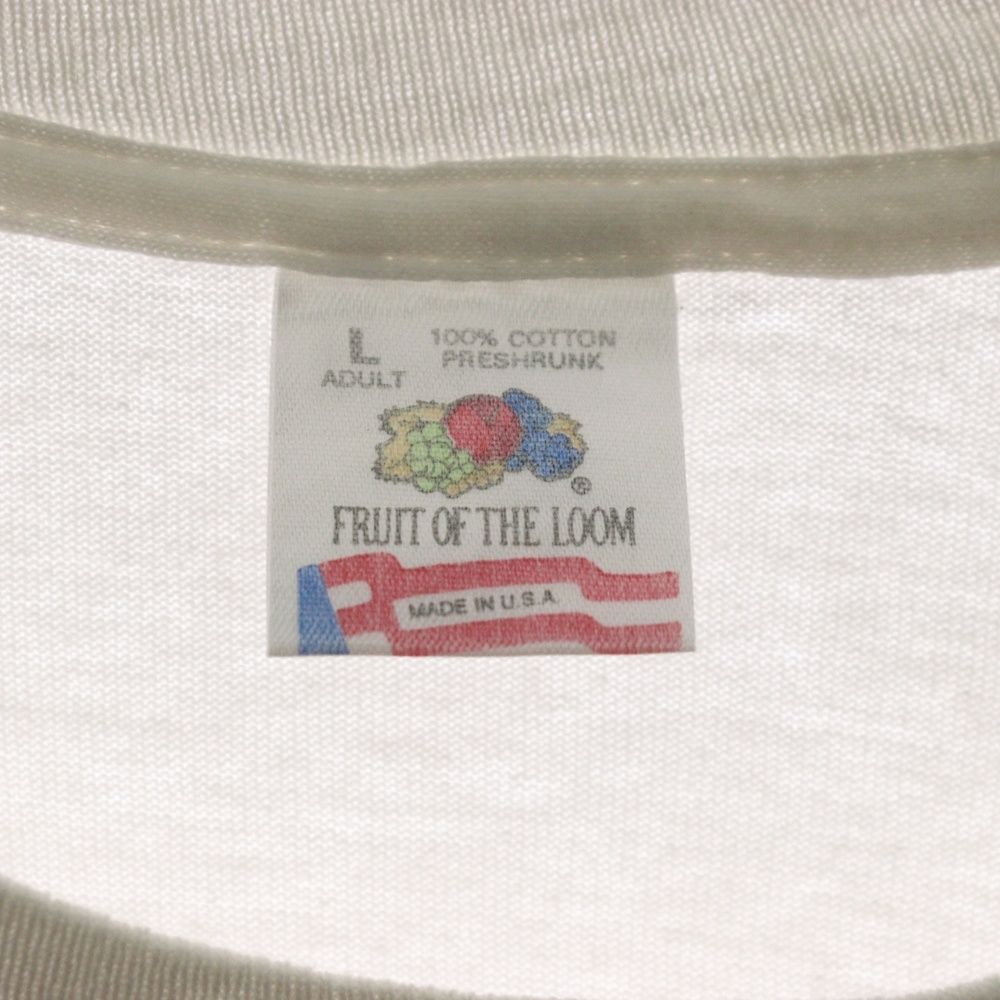 L
ADULT
100% COTTON
PRESHRUNK
®
FRUIT OF THE LOOM
MADE IN U.S.A.